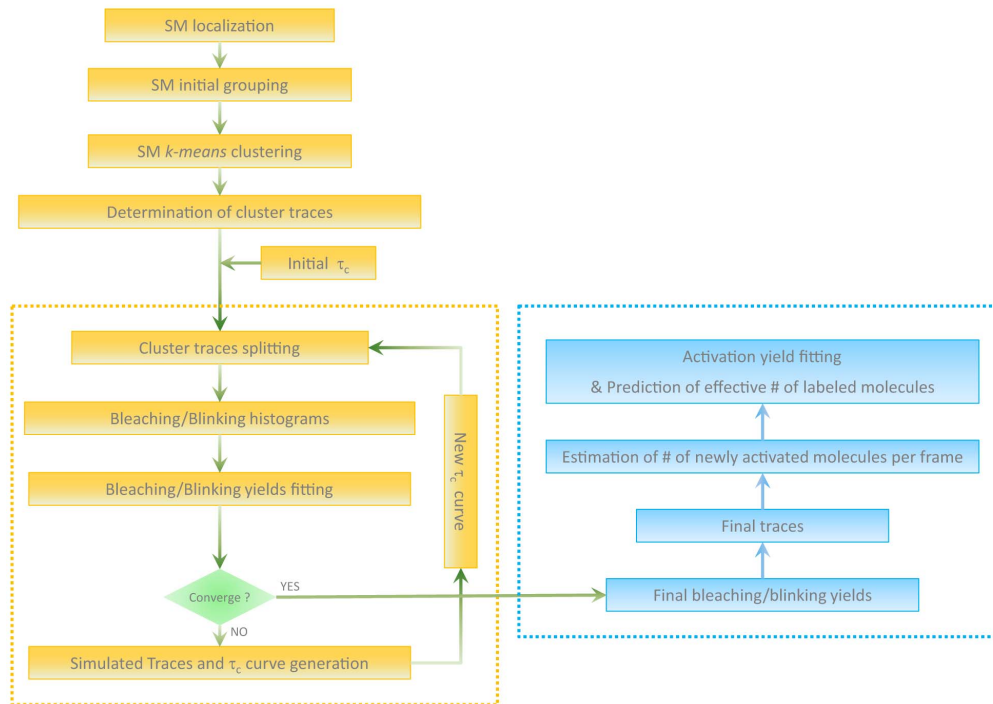 SM localization
SM initial grouping
SM k-means clustering
Determination of cluster traces
Initial τc
Cluster traces splitting
Bleaching/Blinking histograms
Bleaching/Blinking yields fitting
New τc curve
Converge ?
YES
NO
Simulated Traces and τc curve generation
Activation yield fitting
& Prediction of effective # of labeled molecules
Estimation of # of newly activated molecules per frame
Final traces
Final bleaching/blinking yields